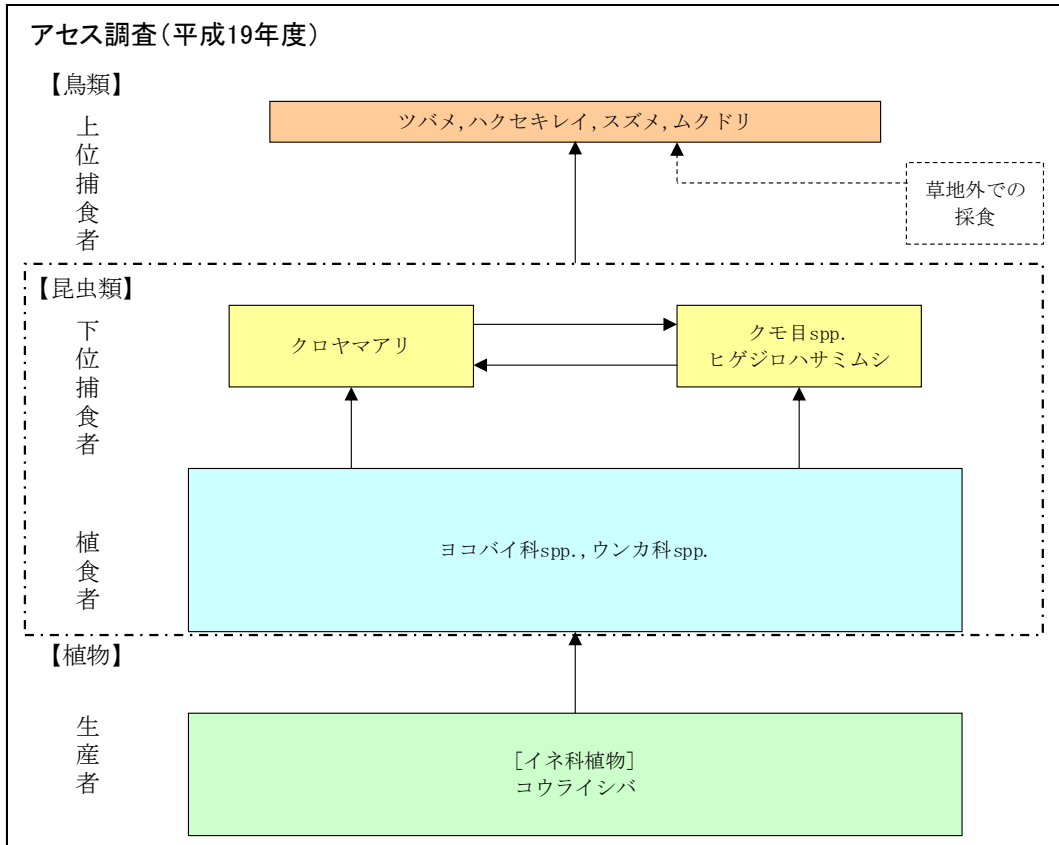 アセス調査(平成19年度)
【鳥類】
上位捕食者
ツバメ,ハクセキレイ,スズメ,ムクドリ
草地外での
採食
【昆虫類】
下位捕食者
クロヤマアリ
クモ目spp.
ヒゲジロハサミムシ
植食者
ヨコバイ科spp.,ウンカ科spp.
【植物】
生産者
[イネ科植物]
コウライシバ